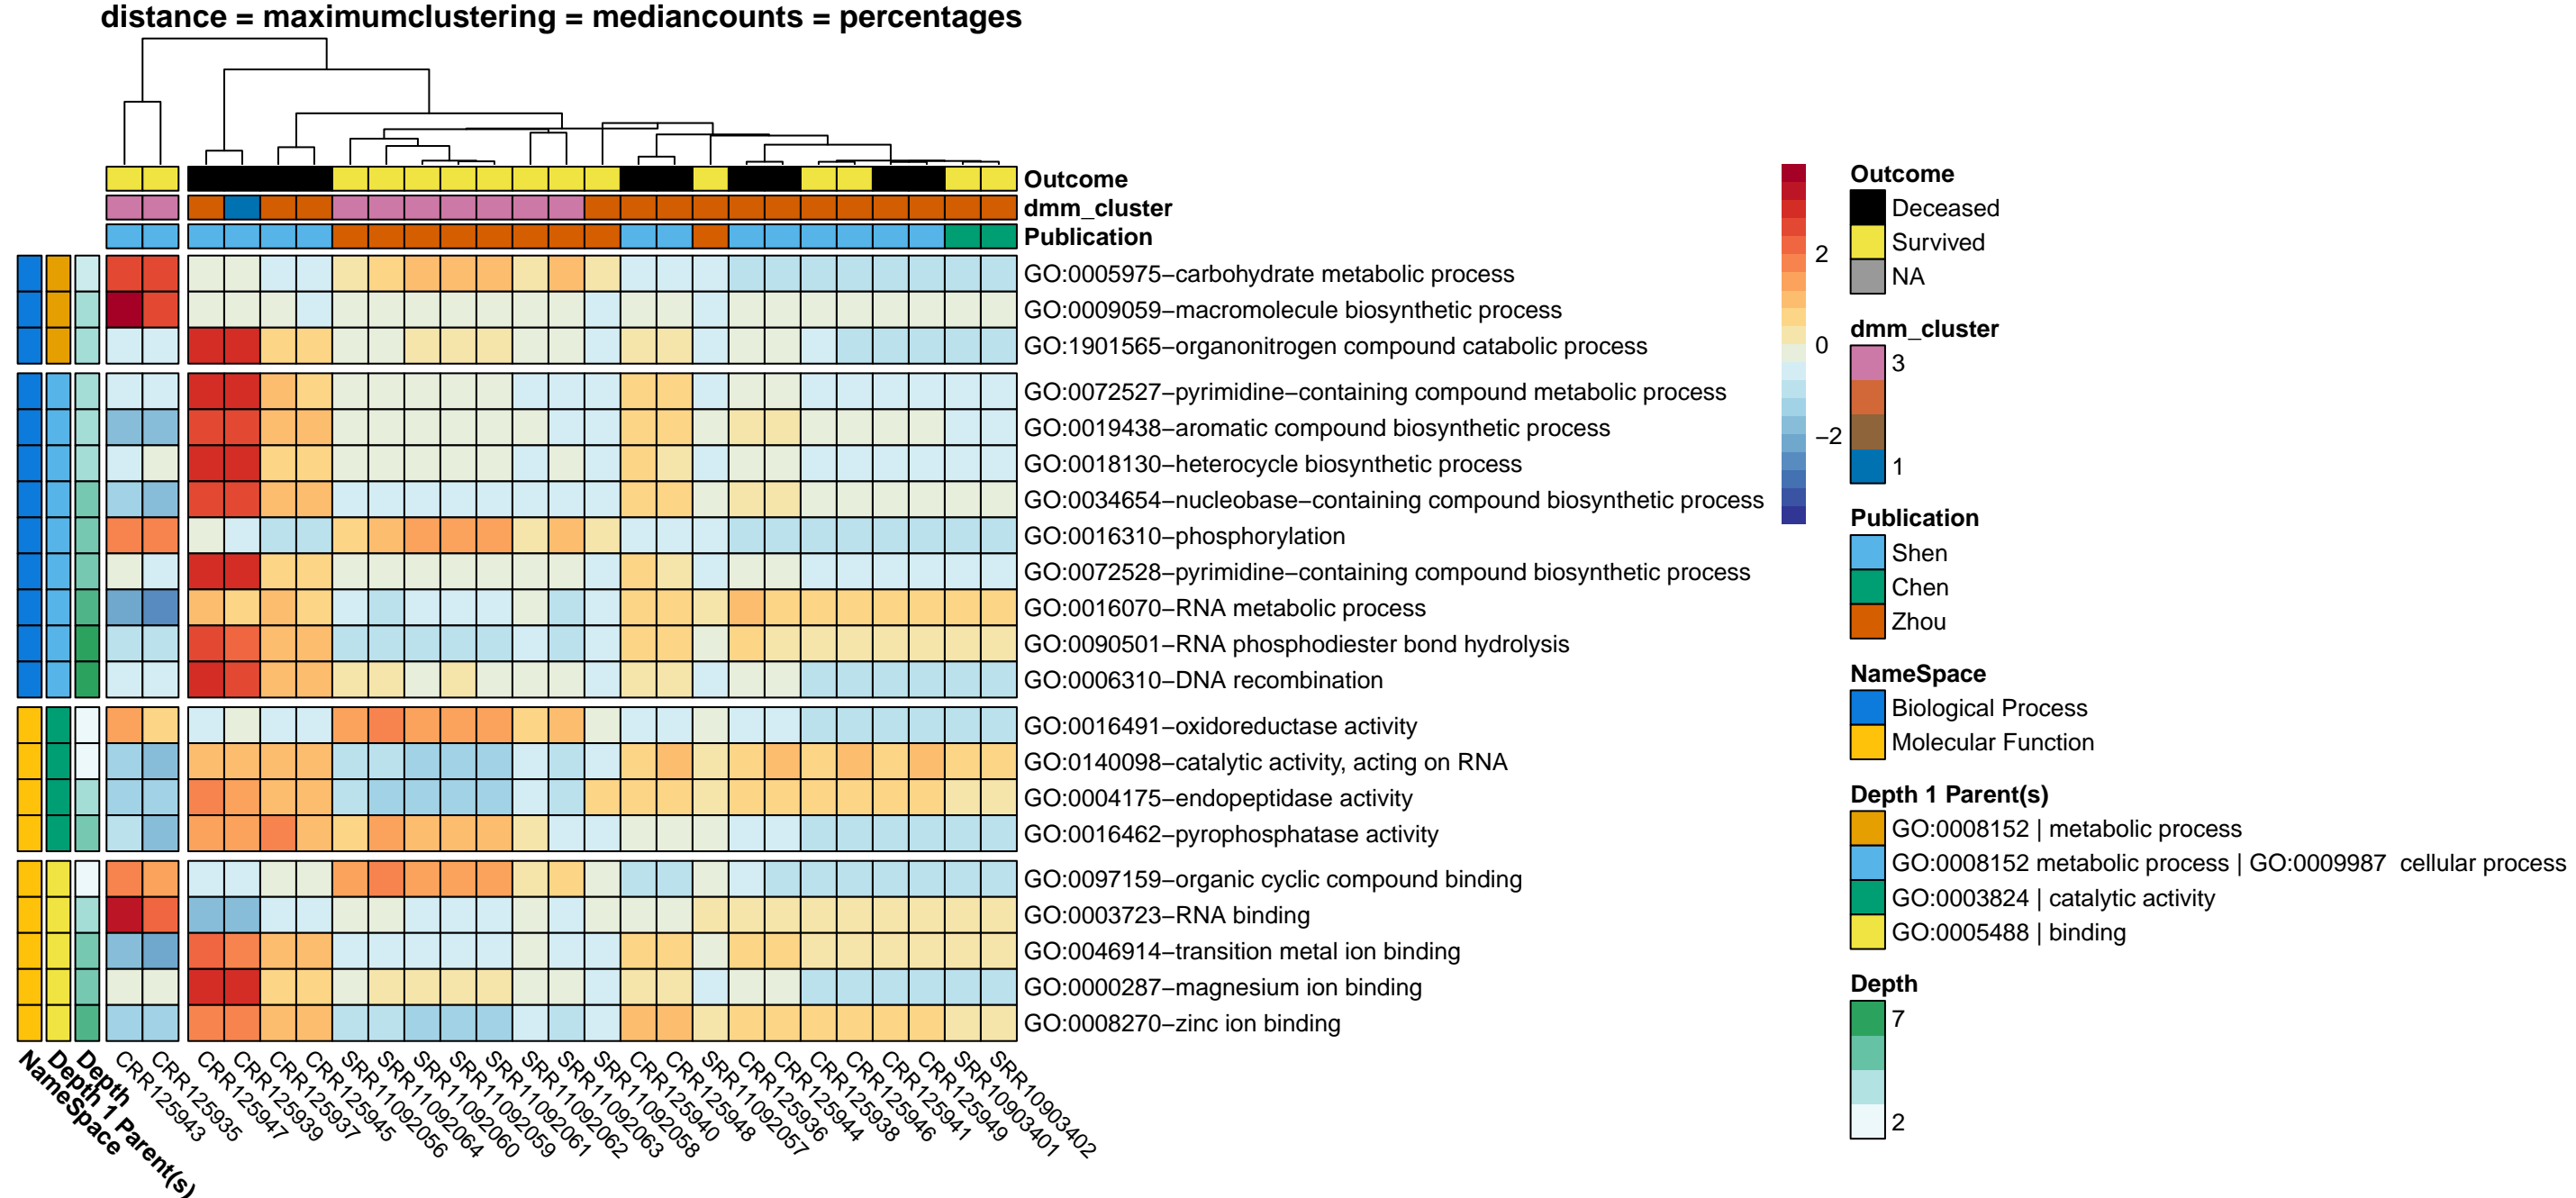 distance = maximumclustering = mediancounts = percentages
Outcome
dmm_cluster
Publication
GO:0005975−carbohydrate metabolic process
GO:0009059−macromolecule biosynthetic process
GO:1901565−organonitrogen compound catabolic process
GO:0072527−pyrimidine−containing compound metabolic process
GO:0019438−aromatic compound biosynthetic process
GO:0018130−heterocycle biosynthetic process
GO:0034654−nucleobase−containing compound biosynthetic process
GO:0016310−phosphorylation
GO:0072528−pyrimidine−containing compound biosynthetic process
GO:0016070−RNA metabolic process
GO:0090501−RNA phosphodiester bond hydrolysis
GO:0006310−DNA recombination
GO:0016491−oxidoreductase activity
GO:0140098−catalytic activity, acting on RNA
GO:0004175−endopeptidase activity
GO:0016462−pyrophosphatase activity
GO:0097159−organic cyclic compound binding
GO:0003723−RNA binding
GO:0046914−transition metal ion binding
GO:0000287−magnesium ion binding
GO:0008270−zinc ion binding
NameSpace
Depth 1 Parent(s)
Depth
CRR125943
CRR125935
CRR125947
CRR125939
CRR125937
CRR125945
SRR11092056
SRR11092064
SRR11092060
SRR11092059
SRR11092061
SRR11092062
SRR11092063
SRR11092058
CRR125940
CRR125948
SRR11092057
CRR125936
CRR125944
CRR125938
CRR125946
CRR125941
CRR125949
SRR10903401
SRR10903402
2
0
−2
Outcome
Deceased
Survived
NA
dmm_cluster
3
1
Publication
Shen
Chen
Zhou
NameSpace
Biological Process
Molecular Function
Depth 1 Parent(s)
GO:0008152 | metabolic process
GO:0008152 metabolic process | GO:0009987  cellular process
GO:0003824 | catalytic activity
GO:0005488 | binding
Depth
7
2